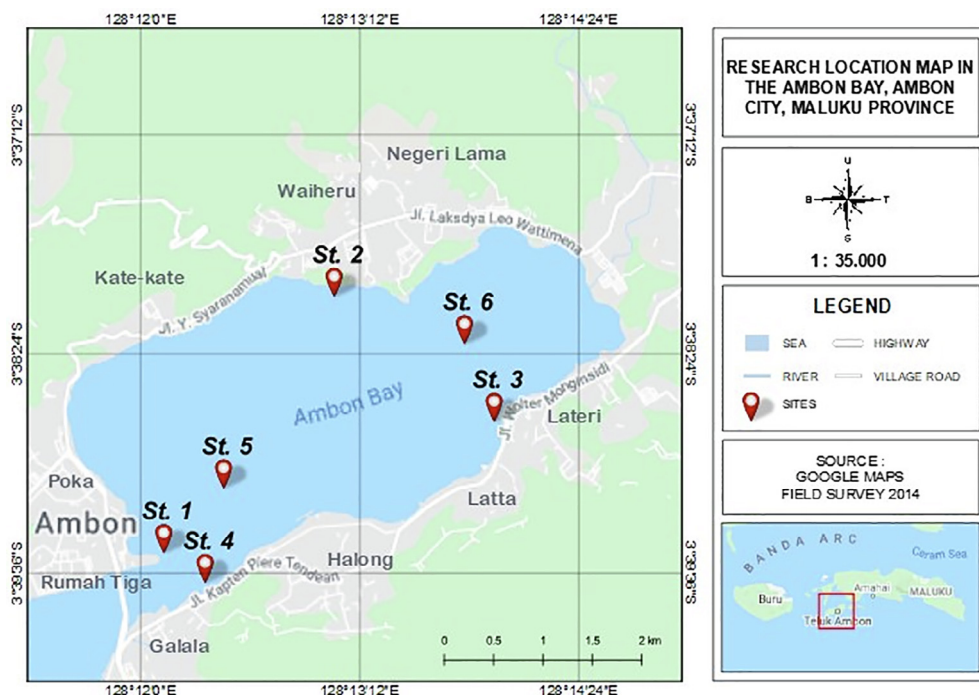 128°12'0"E
128°13'12"E
128°14'24"E
3°37'12"S
3°37'12"S
Negeri Lama
Waiheru
Jl. Laksdya Leo Wattimena
St. 2
Kate-kate
Jl. Y. Syaranomual
St. 6
3°38'24"S
3°38'24"S
St. 3
Ambon Bay
Jl. Wolter Monginsidi
Lateri
St. 5
Poka
Latta
Ambon
St. 1
St. 4
Halong
3°39'36"S
3°39'36"S
Rumah Tiga
Jl. Kapten Piere Tendean
Galala
0 0.5 1 1.5 2 km
128°12'0"E
128°13'12"E
128°14'24"E
RESEARCH LOCATION MAP IN
THE AMBON BAY, AMBON
CITY, MALUKU PROVINCE
U
B T
G
1 : 35.000
LEGEND
SEA
HIGHWAY
RIVER
VILLAGE ROAD
SITES
SOURCE :
GOOGLE MAPS
FIELD SURVEY 2014
BANDA ARC
Ceram Sea
Buru
Amahai
MALUKU
Teluk Ambon